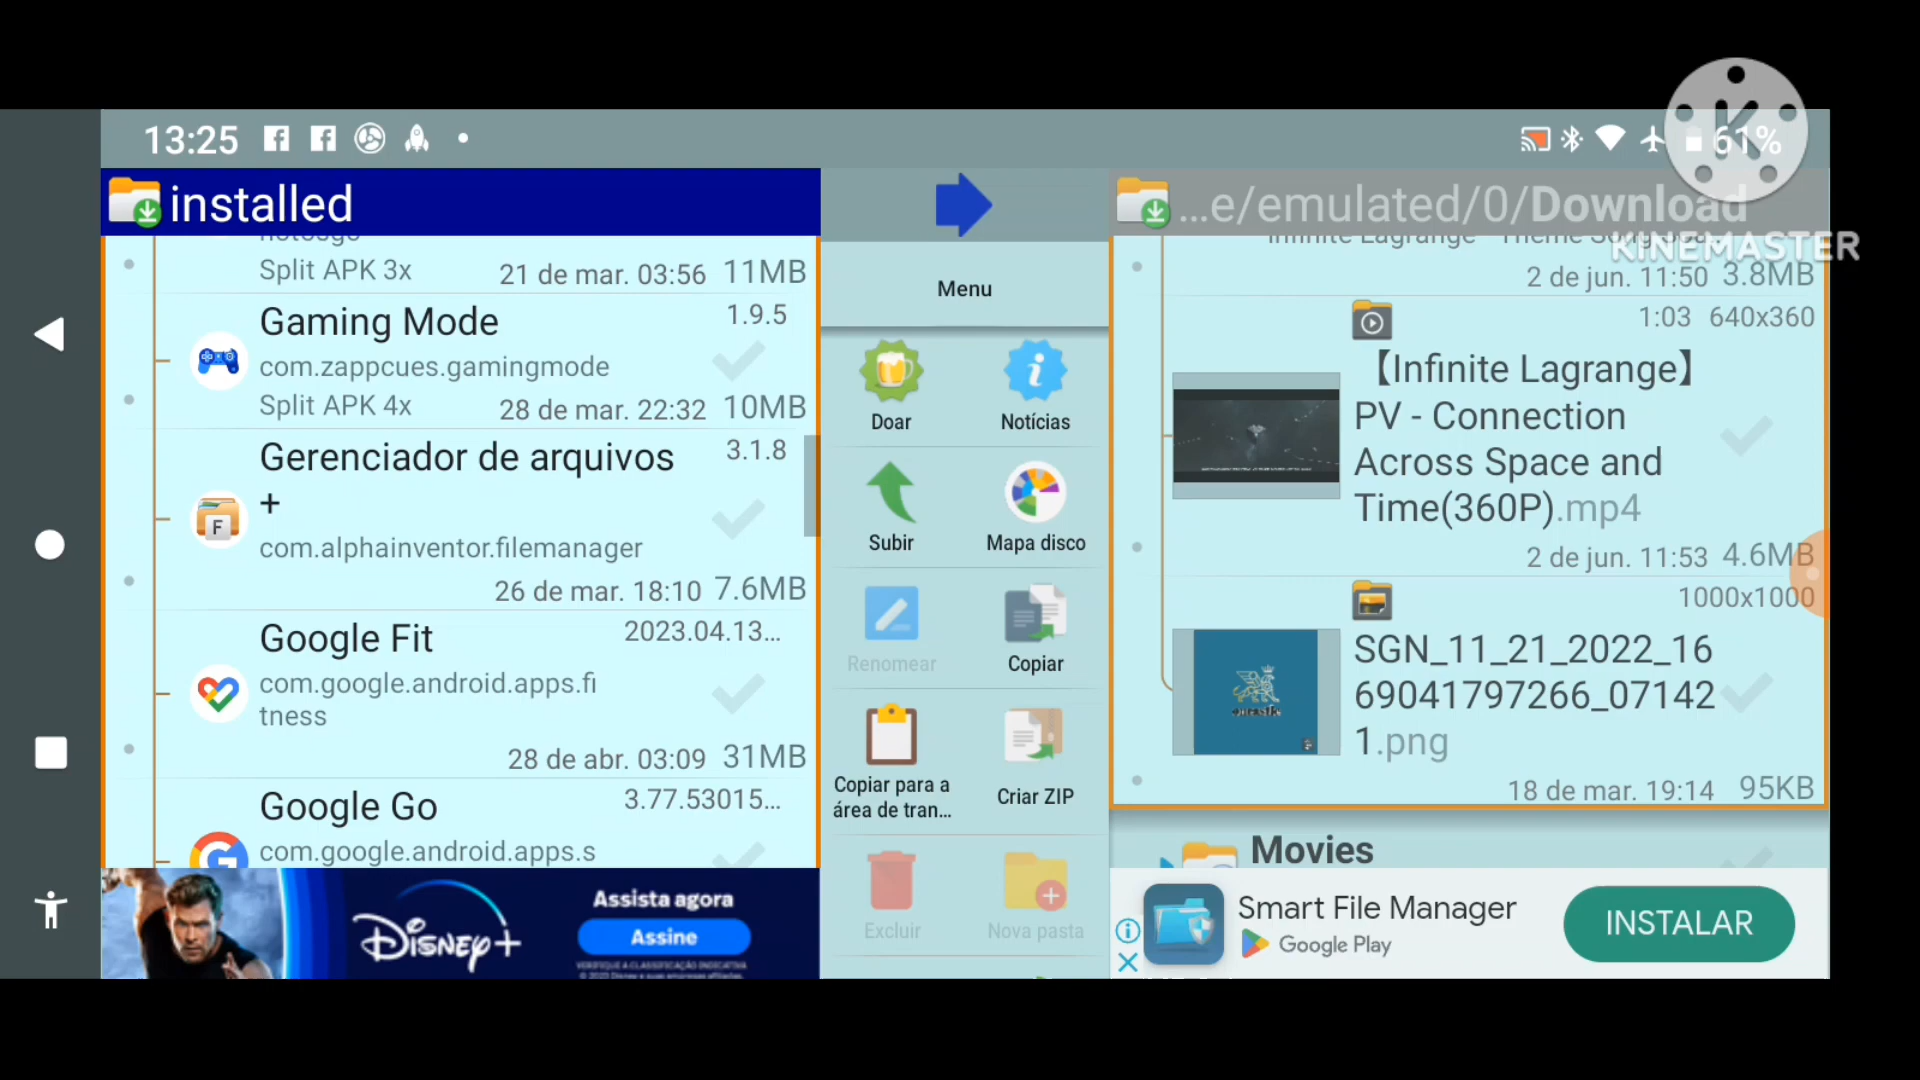 13:25
61%
K
KINEMASTER
installed
Split APK 3x
21 de mar. 03:56 11MB
Gaming Mode
1.9.5
com.zappcues.gamingmode
Split APK 4x
28 de mar. 22:32 10MB
Gerenciador de arquivos
+
3.1.8
F
com.alphainventor.filemanager
26 de mar. 18:10 7.6MB
Google Fit
2023.04.13...
com.google.android.apps.fi
tness
28 de abr. 03:09 31MB
Google Go
3.77.53015...
com.google.android.apps.s
Disney+
Assista agora
Assine
Menu
Doar
Notícias
Subir
Mapa disco
Renomear
Copiar
Copiar para a
área de tran...
Criar ZIP
Excluir
Nova pasta
...e/emulated/0/Download
2 de jun. 11:50 3.8MB
1:03 640x360
【Infinite Lagrange】
PV - Connection
Across Space and
Time(360P).mp4
2 de jun. 11:53 4.6MB
1000x1000
SGN_11_21_2022_16
69041797266_07142
1.png
18 de mar. 19:14 95KB
Movies
Smart File Manager
Google Play
INSTALAR